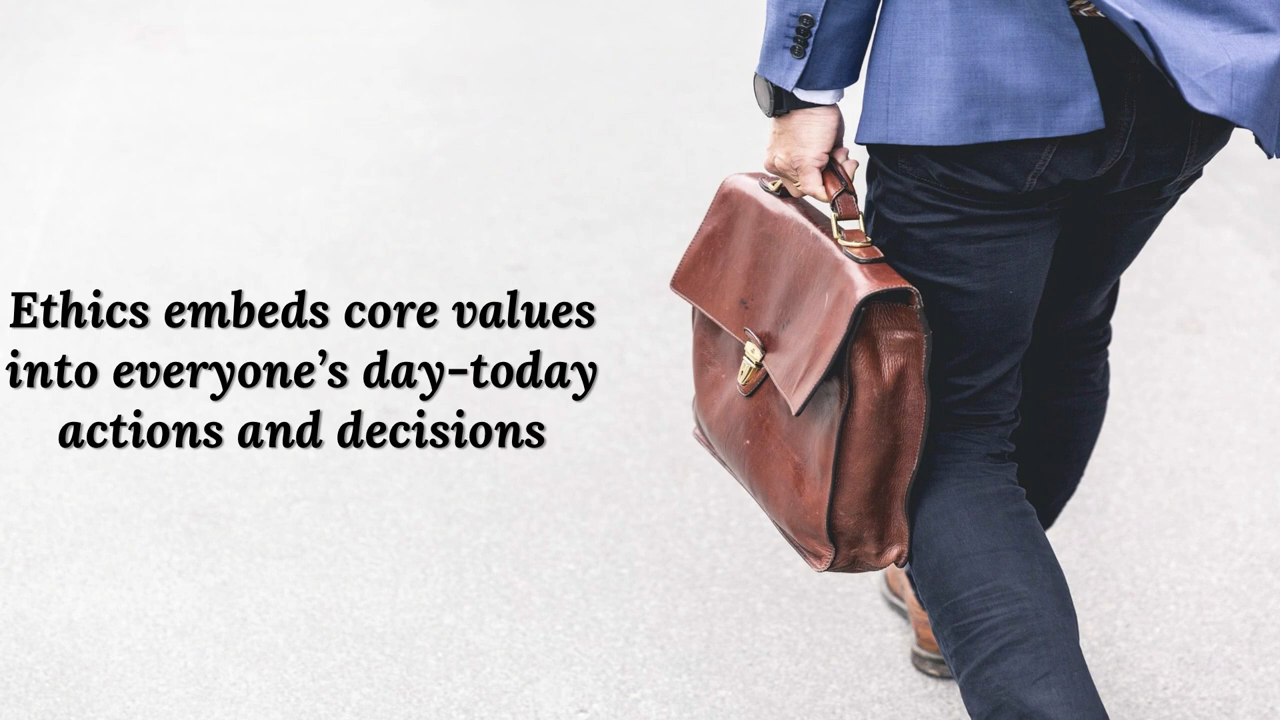 Ethics embeds core values
into everyone’s day-today
actions and decisions